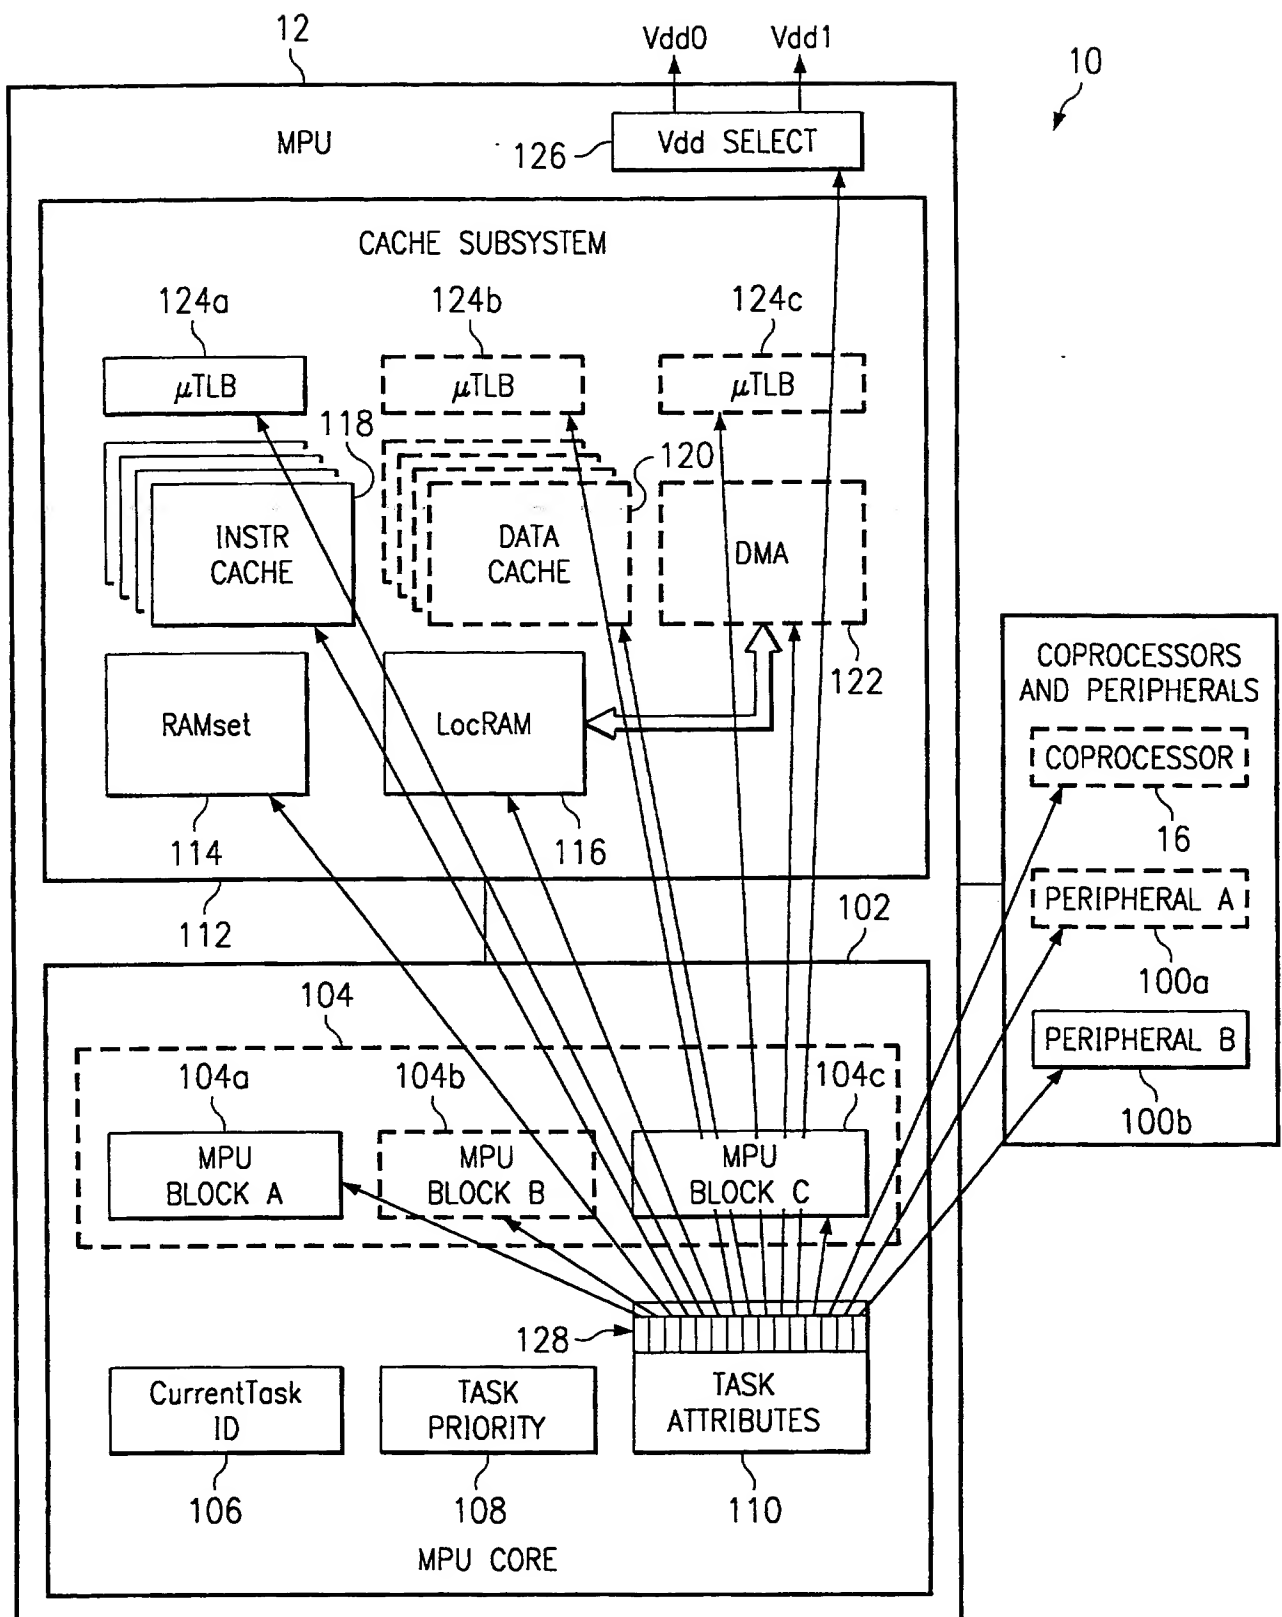 12
Vdd0
Vdd1
10
MPU
126
Vdd SELECT
CACHE SUBSYSTEM
124a
124b
124c
μTLB
μTLB
μTLB
118
120
INSTR
CACHE
DATA
CACHE
DMA
122
RAMset
LocRAM
114
116
112
COPROCESSORS
AND PERIPHERALS
COPROCESSOR
16
PERIPHERAL A
100a
PERIPHERAL B
100b
102
104
104a
104b
104c
MPU
BLOCK A
MPU
BLOCK B
MPU
BLOCK C
128
CurrentTask
ID
TASK
PRIORITY
TASK
ATTRIBUTES
106
108
110
MPU CORE